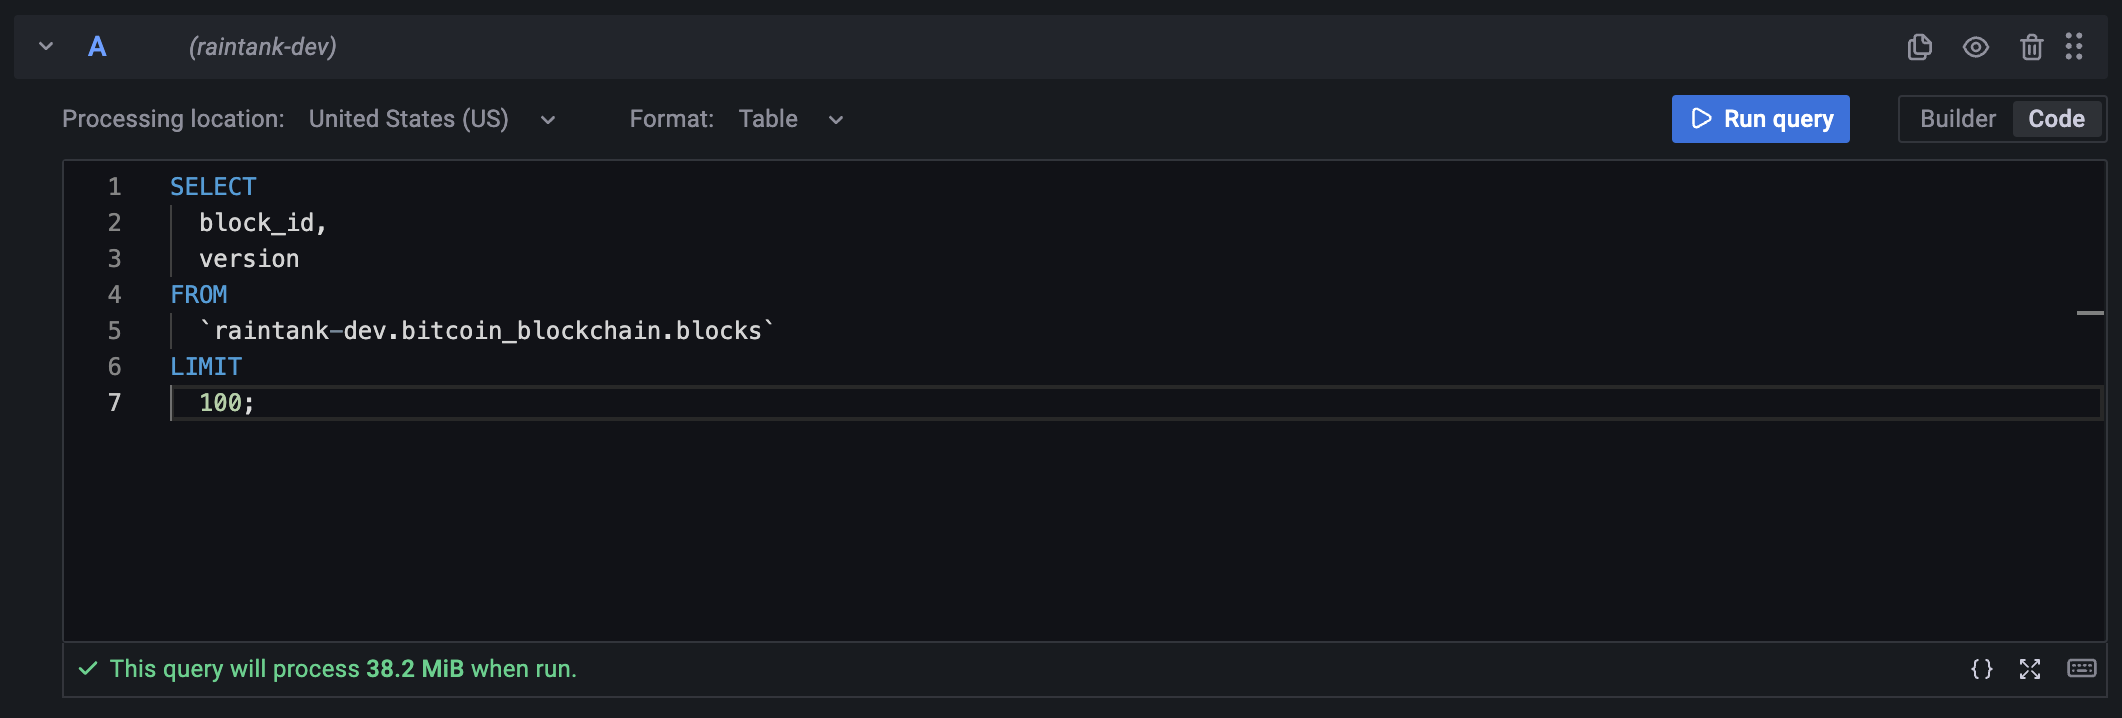 A (raintank-dev)
Processing location: United States (US) Format: Table Run query Builder Code
1 SELECT
2 block_id,
3 version
4 FROM
5 `raintank-dev.bitcoin_blockchain.blocks`
6 LIMIT
7 100;
This query will process 38.2 MiB when run. {}